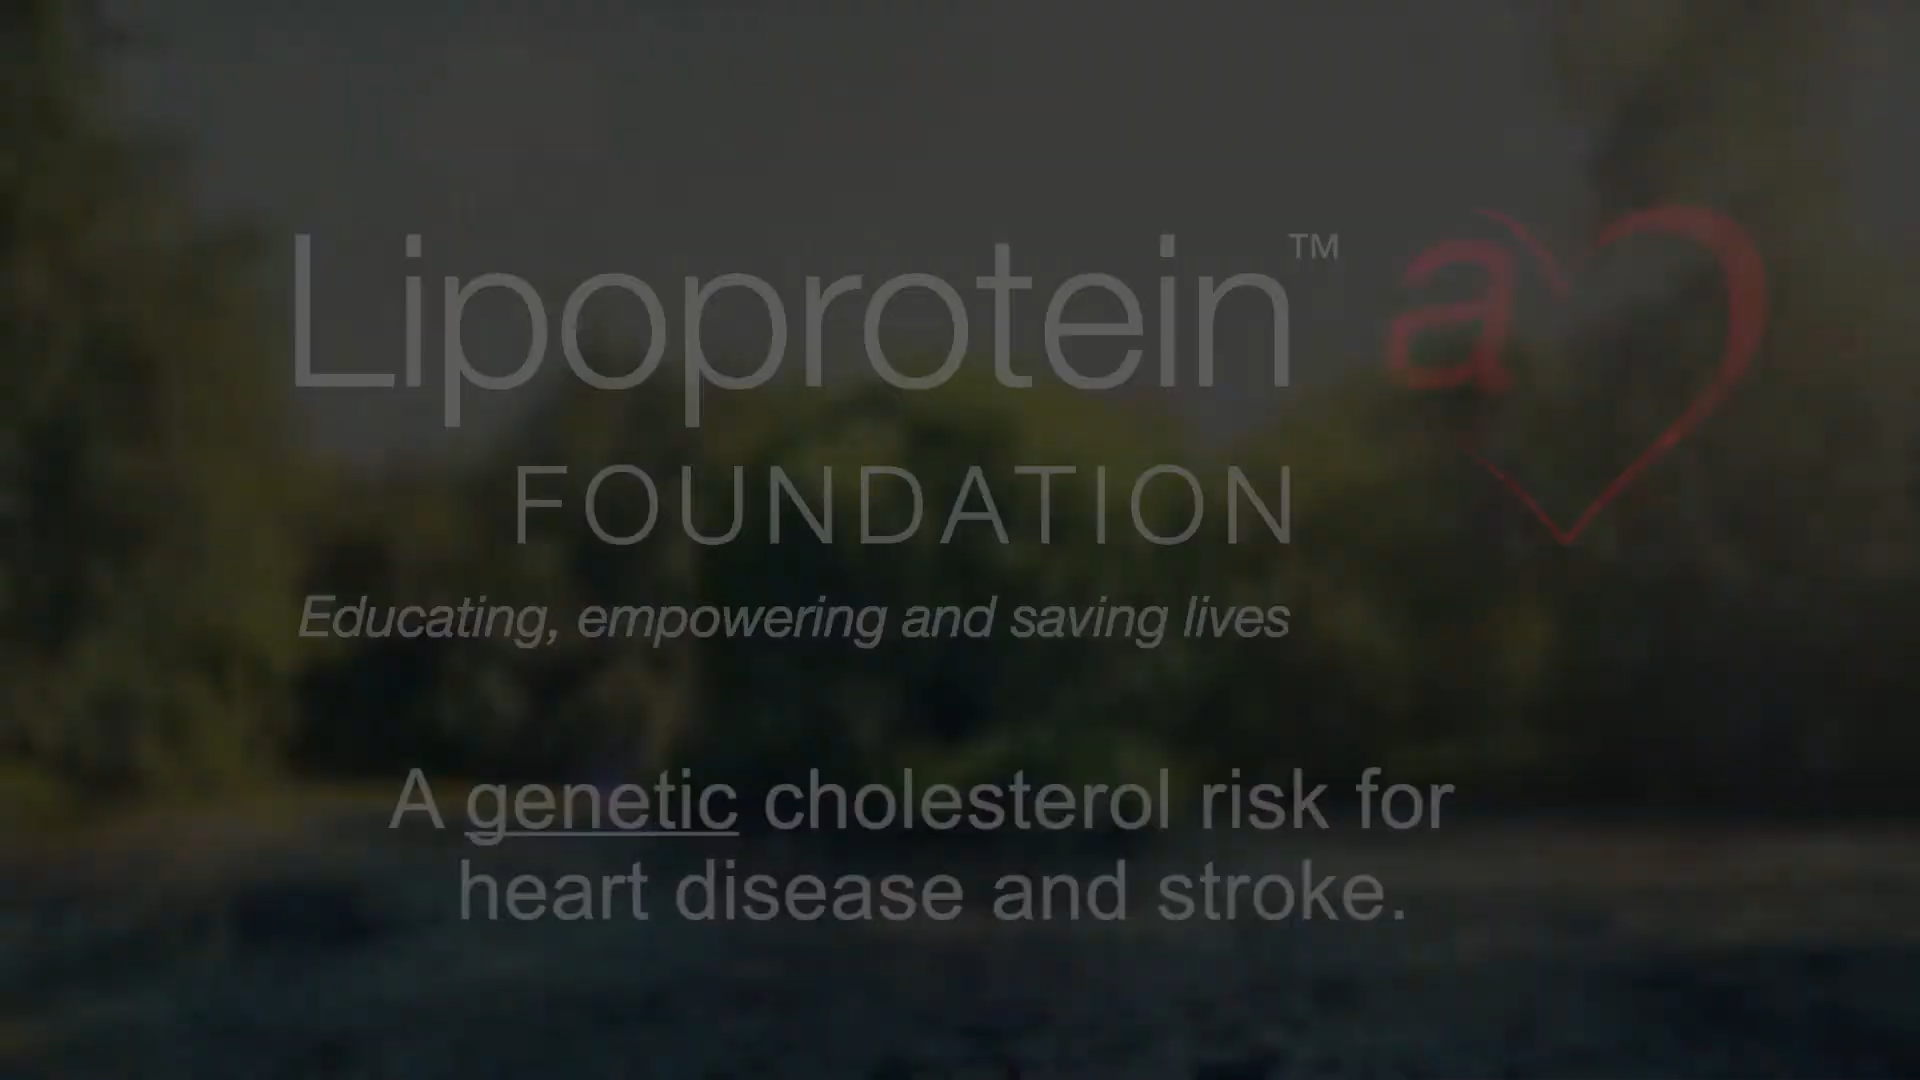 Lipoprotein™ a
FOUNDATION
Educating, empowering and saving lives
A genetic cholesterol risk for
heart disease and stroke.